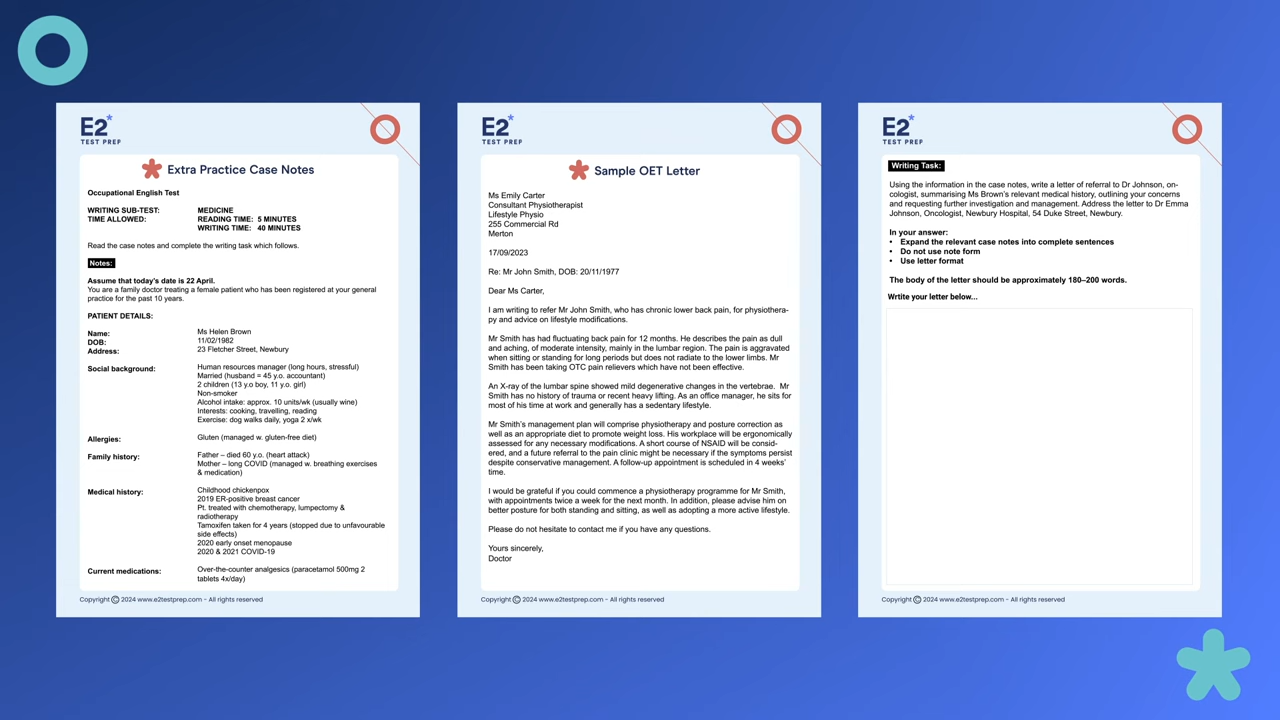 E2
TEST PREP
Extra Practice Case Notes
Occupational English Test
WRITING SUB-TEST: MEDICINE
TIME ALLOWED: READING TIME: 5 MINUTES
WRITING TIME: 40 MINUTES
Read the case notes and complete the writing task which follows.
Notes:
Assume that today's date is 22 April.
You are a family doctor treating a female patient who has been registered at your general
practice for the past 10 years.
PATIENT DETAILS:
Name: Ms Helen Brown
DOB: 11/02/1982
Address: 23 Fletcher Street, Newbury
Social background: Human resources manager (long hours, stressful)
Married (husband = 45 y.o. accountant)
2 children (13 y.o boy, 11 y.o. girl)
Non-smoker
Alcohol intake: approx. 10 units/wk (usually wine)
Interests: cooking, travelling, reading
Exercise: dog walks daily, yoga 2 x/wk
Allergies: Gluten (managed w. gluten-free diet)
Family history: Father – died 60 y.o. (heart attack)
Mother – long COVID (managed w. breathing exercises
& medication)
Medical history: Childhood chickenpox
2019 ER-positive breast cancer
Pt. treated with chemotherapy, lumpectomy &
radiotherapy
Tamoxifen taken for 4 years (stopped due to unfavourable
side effects)
2020 early onset menopause
2020 & 2021 COVID-19
Current medications: Over-the-counter analgesics (paracetamol 500mg 2
tablets 4x/day)
Copyright © 2024 www.e2testprep.com - All rights reserved
E2
TEST PREP
Sample OET Letter
Ms Emily Carter
Consultant Physiotherapist
Lifestyle Physio
255 Commercial Rd
Merton
17/09/2023
Re: Mr John Smith, DOB: 20/11/1977
Dear Ms Carter,
I am writing to refer Mr John Smith, who has chronic lower back pain, for physiothera-
py and advice on lifestyle modifications.
Mr Smith has had fluctuating back pain for 12 months. He describes the pain as dull
and aching, of moderate intensity, mainly in the lumbar region. The pain is aggravated
when sitting or standing for long periods but does not radiate to the lower limbs. Mr
Smith has been taking OTC pain relievers which have not been effective.
An X-ray of the lumbar spine showed mild degenerative changes in the vertebrae. Mr
Smith has no history of trauma or recent heavy lifting. As an office manager, he sits for
most of his time at work and generally has a sedentary lifestyle.
Mr Smith's management plan will comprise physiotherapy and posture correction as
well as an appropriate diet to promote weight loss. His workplace will be ergonomically
assessed for any necessary modifications. A short course of NSAID will be consid-
ered, and a future referral to the pain clinic might be necessary if the symptoms persist
despite conservative management. A follow-up appointment is scheduled in 4 weeks'
time.
I would be grateful if you could commence a physiotherapy programme for Mr Smith,
with appointments twice a week for the next month. In addition, please advise him on
better posture for both standing and sitting, as well as adopting a more active lifestyle.
Please do not hesitate to contact me if you have any questions.
Yours sincerely,
Doctor
Copyright © 2024 www.e2testprep.com - All rights reserved
E2
TEST PREP
Writing Task:
Using the information in the case notes, write a letter of referral to Dr Johnson, on-
cologist, summarising Ms Brown's relevant medical history, outlining your concerns
and requesting further investigation and management. Address the letter to Dr Emma
Johnson, Oncologist, Newbury Hospital, 54 Duke Street, Newbury.
In your answer:
• Expand the relevant case notes into complete sentences
• Do not use note form
• Use letter format
The body of the letter should be approximately 180–200 words.
Wrtite your letter below...
Copyright © 2024 www.e2testprep.com - All rights reserved